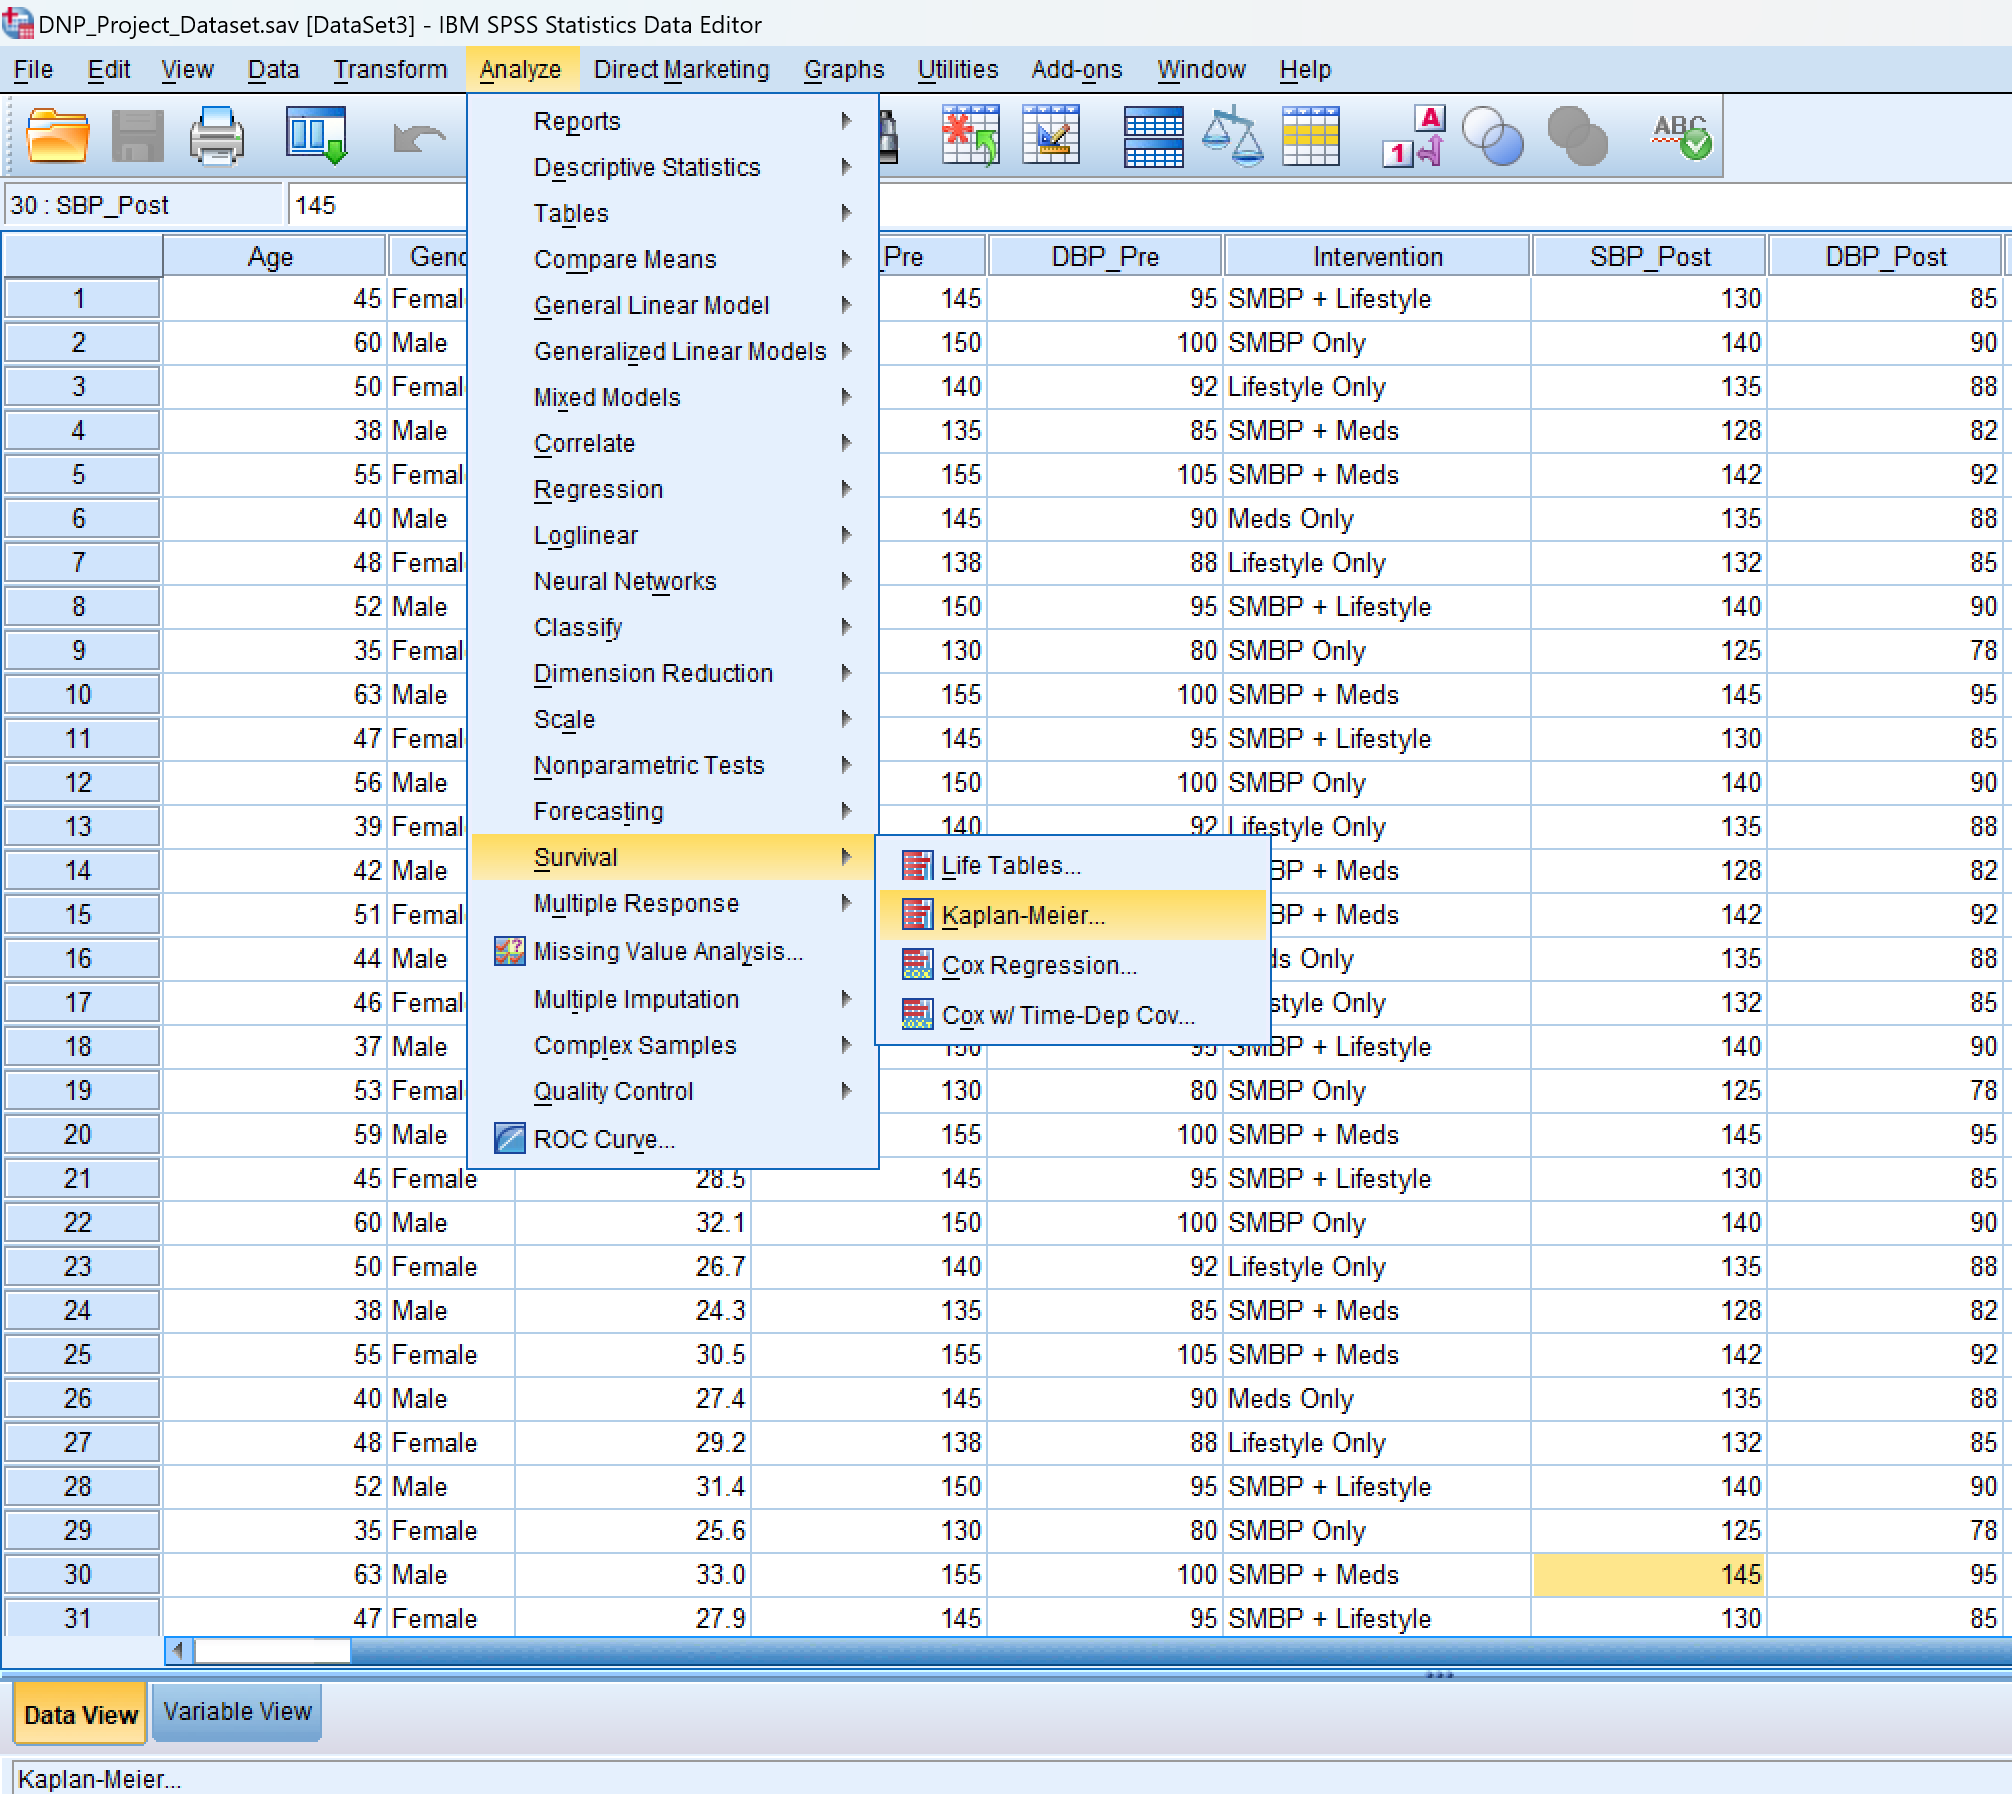 DNP_Project_Dataset.sav [DataSet3] - IBM SPSS Statistics Data Editor
File Edit View Data Transform Analyze Direct Marketing Graphs Utilities Add-ons Window Help
A
1
ABC
30 : SBP_Post 145
Reports
Descriptive Statistics
Tables
Compare Means
General Linear Model
Generalized Linear Models
Mixed Models
Correlate
Regression
Loglinear
Neural Networks
Classify
Dimension Reduction
Scale
Nonparametric Tests
Forecasting
Survival
Multiple Response
Missing Value Analysis...
Multiple Imputation
Complex Samples
Quality Control
ROC Curve...
Life Tables...
Kaplan-Meier...
Cox Regression...
Cox w/ Time-Dep Cov...
Age Gend Pre DBP_Pre Intervention SBP_Post DBP_Post
1 45 Femal 145 95 SMBP + Lifestyle 130 85
2 60 Male 150 100 SMBP Only 140 90
3 50 Femal 140 92 Lifestyle Only 135 88
4 38 Male 135 85 SMBP + Meds 128 82
5 55 Femal 155 105 SMBP + Meds 142 92
6 40 Male 145 90 Meds Only 135 88
7 48 Femal 138 88 Lifestyle Only 132 85
8 52 Male 150 95 SMBP + Lifestyle 140 90
9 35 Femal 130 80 SMBP Only 125 78
10 63 Male 155 100 SMBP + Meds 145 95
11 47 Femal 145 95 SMBP + Lifestyle 130 85
12 56 Male 150 100 SMBP Only 140 90
13 39 Femal 140 92 Lifestyle Only 135 88
14 42 Male BP + Meds 128 82
15 51 Femal BP + Meds 142 92
16 44 Male ds Only 135 88
17 46 Femal style Only 132 85
18 37 Male 150 95 SMBP + Lifestyle 140 90
19 53 Femal 130 80 SMBP Only 125 78
20 59 Male 155 100 SMBP + Meds 145 95
21 45 Female 28.5 145 95 SMBP + Lifestyle 130 85
22 60 Male 32.1 150 100 SMBP Only 140 90
23 50 Female 26.7 140 92 Lifestyle Only 135 88
24 38 Male 24.3 135 85 SMBP + Meds 128 82
25 55 Female 30.5 155 105 SMBP + Meds 142 92
26 40 Male 27.4 145 90 Meds Only 135 88
27 48 Female 29.2 138 88 Lifestyle Only 132 85
28 52 Male 31.4 150 95 SMBP + Lifestyle 140 90
29 35 Female 25.6 130 80 SMBP Only 125 78
30 63 Male 33.0 155 100 SMBP + Meds 145 95
31 47 Female 27.9 145 95 SMBP + Lifestyle 130 85
Data View Variable View
Kaplan-Meier...